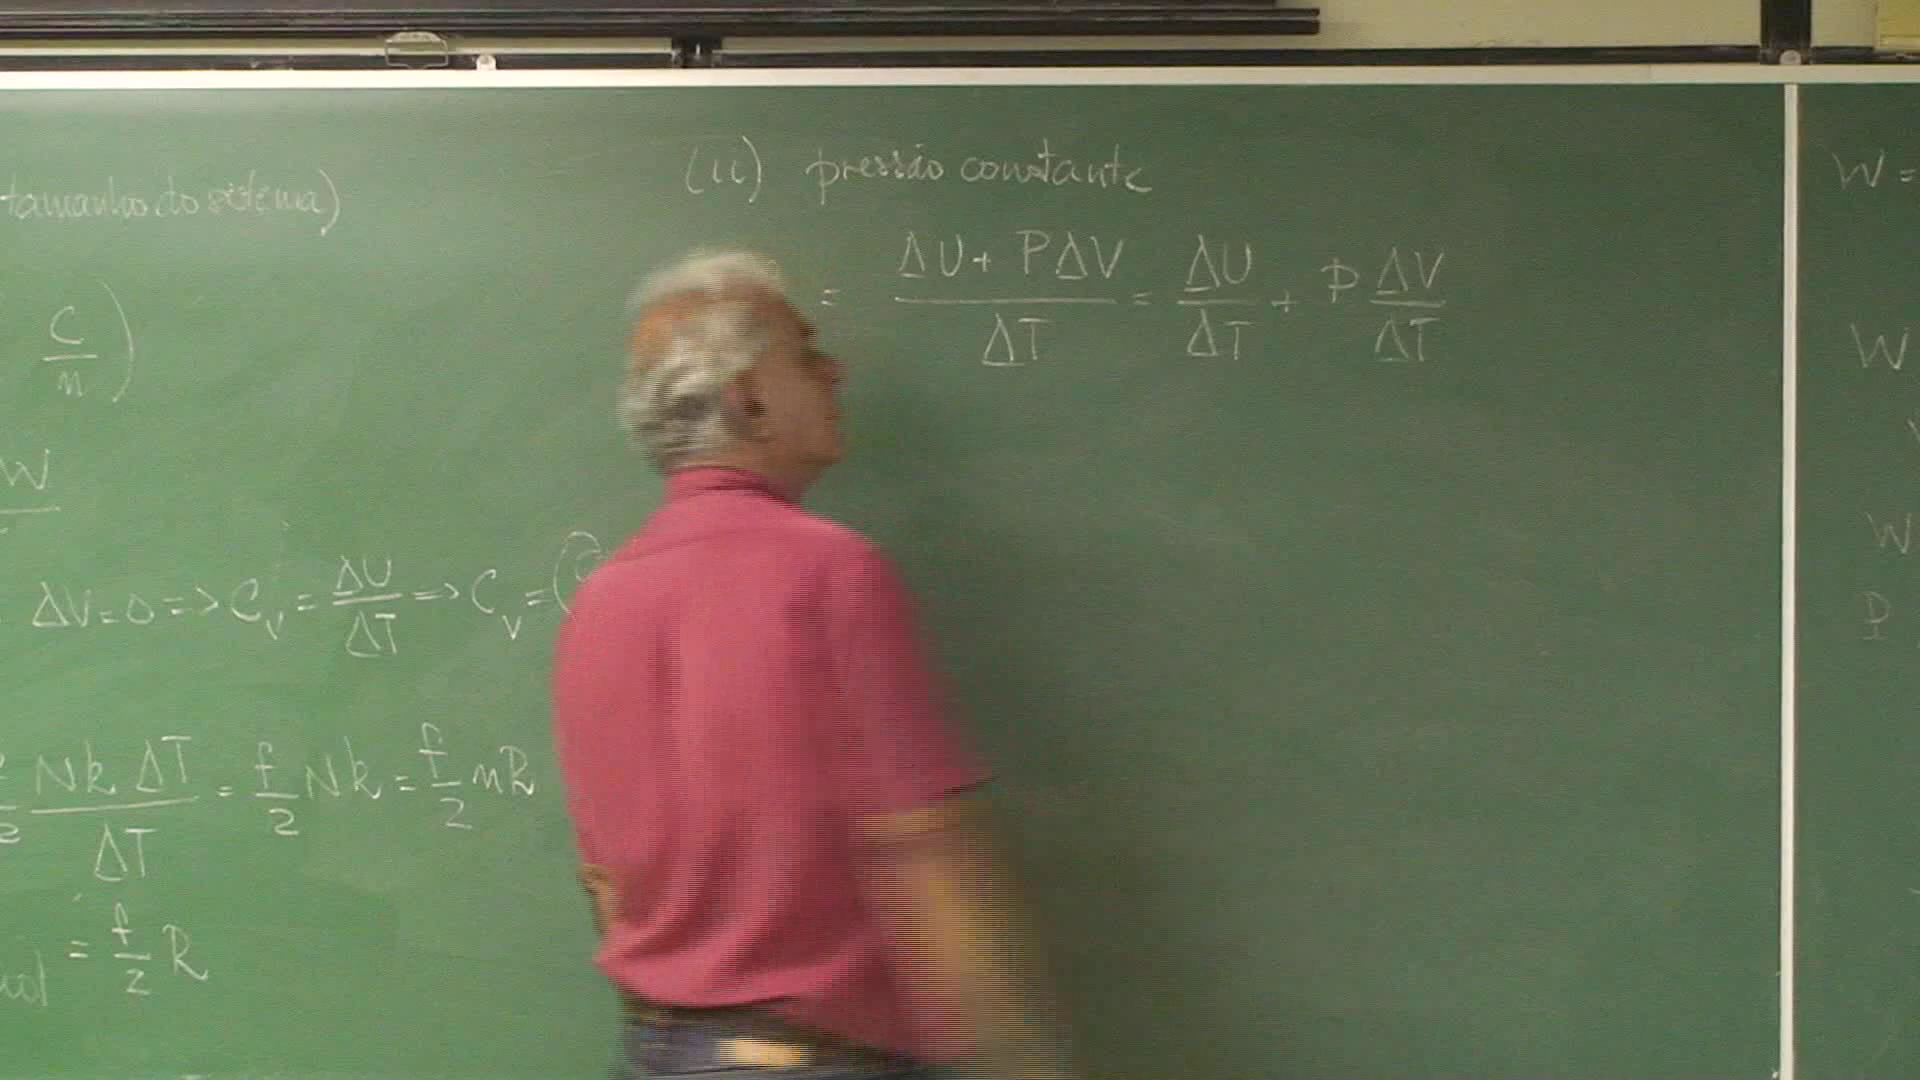 tamanho do sistema)
C/n )
W
ΔV=0 => C_v = ΔU/ΔT => C_v = (
Nk ΔT/ΔT = f/2 Nk = f/2 nR
= f/2 R
(ii) pressão constante
= (ΔU + PΔV)/ΔT = ΔU/ΔT + P ΔV/ΔT
W =
W
W
P